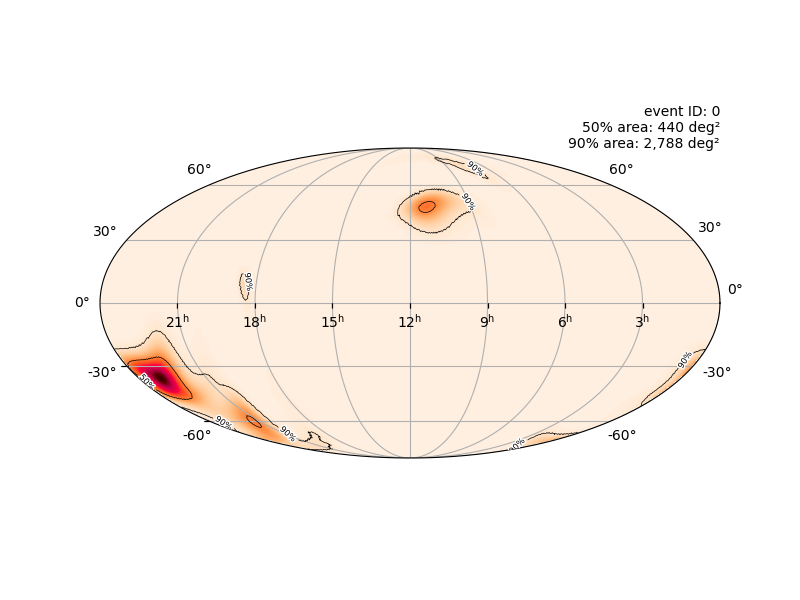 event ID: 0
50% area: 440 deg²
90% area: 2,788 deg²
60° 90% 60°
90%
30° 30°
90%
0° 0°
21ʰ 18ʰ 15ʰ 12ʰ 9ʰ 6ʰ 3ʰ
90%
-30° -30°
50%
90%
-60° 90% -60°
90%